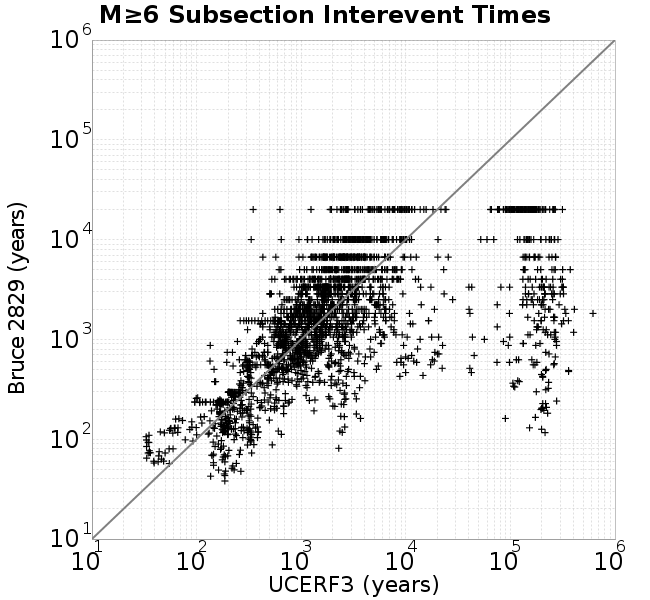 M≥6 Subsection Interevent Times
Bruce 2829 (years)
10^6
10^5
10^4
10^3
10^2
10^1
10^1 10^2 10^3 10^4 10^5 10^6
UCERF3 (years)